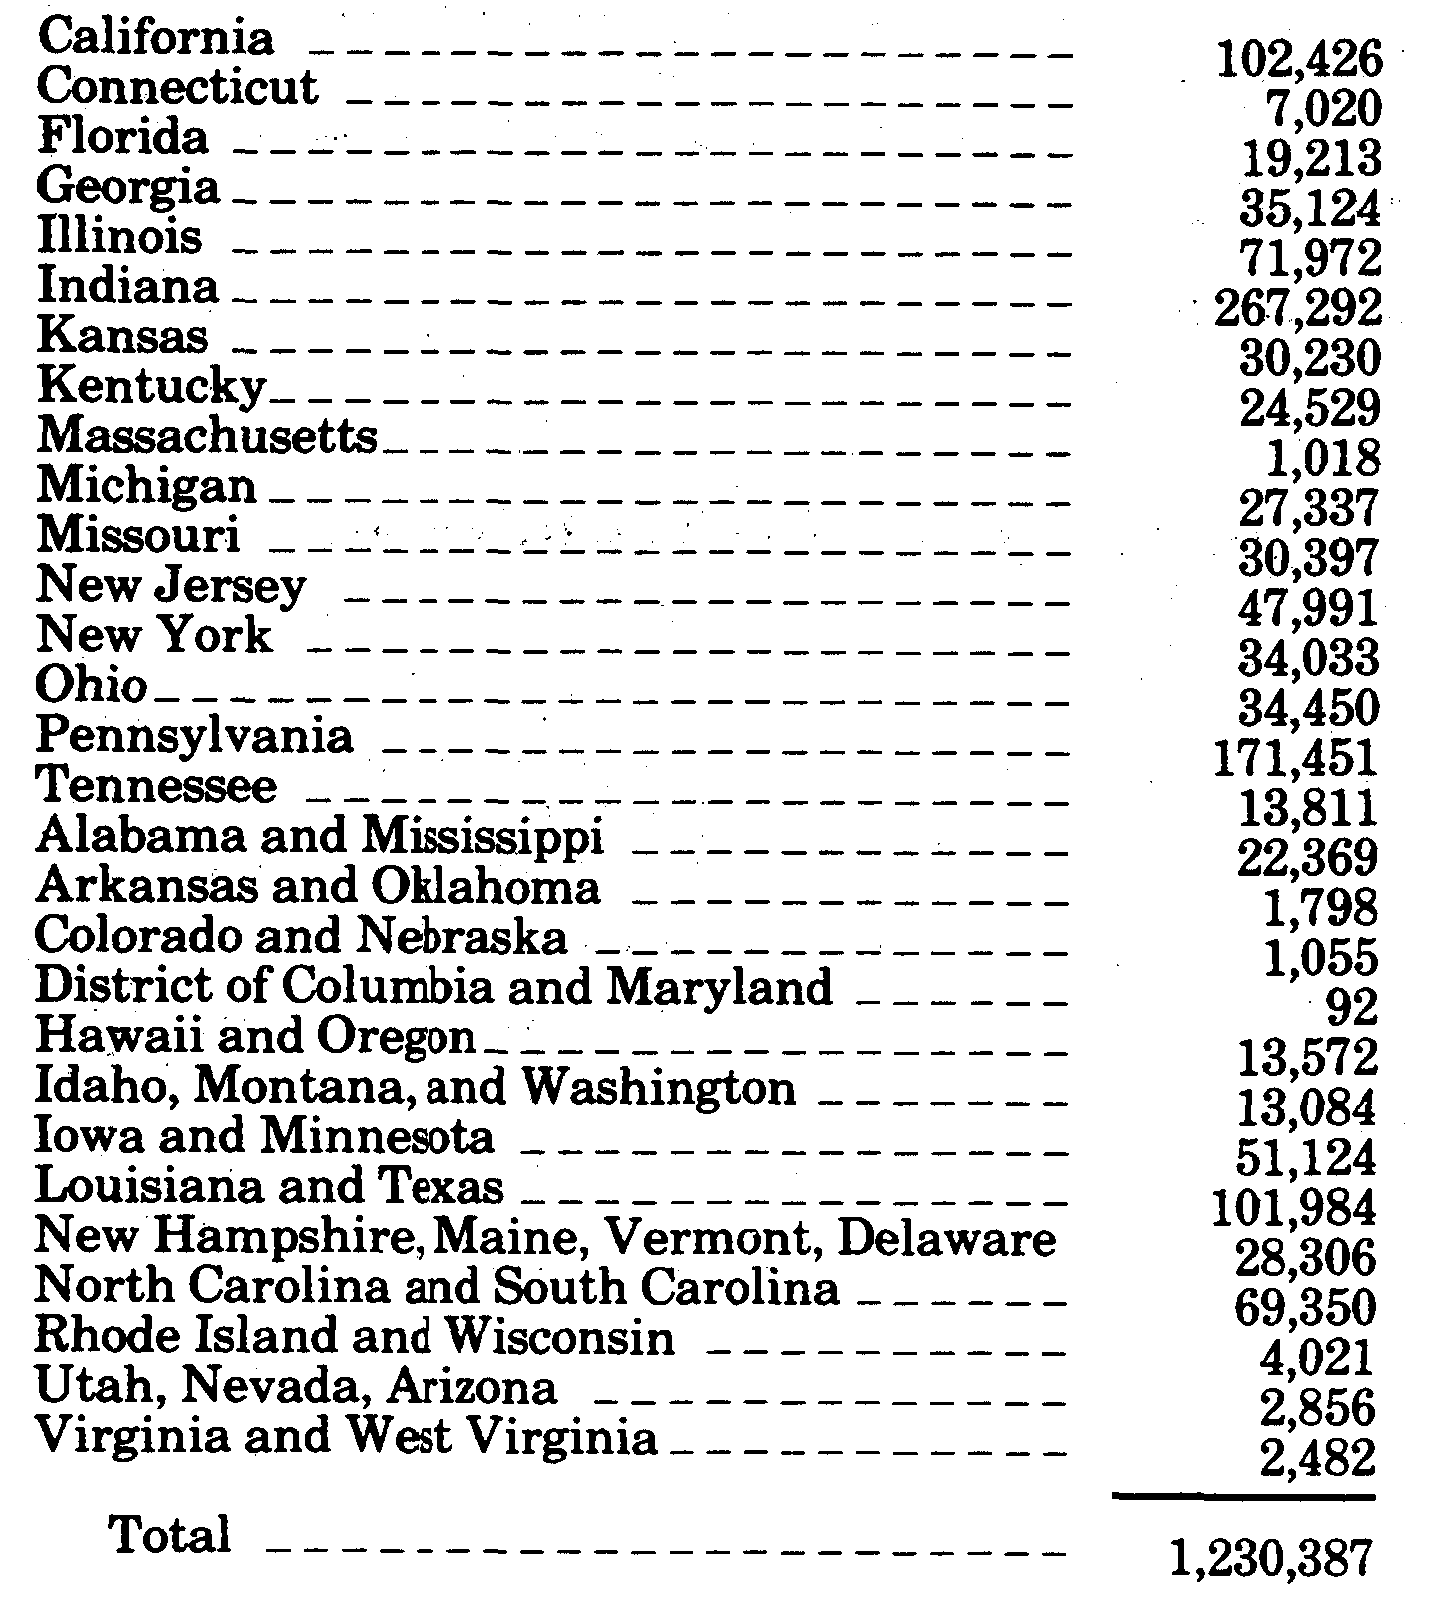 California 102,426
Connecticut 7,020
Florida 19,213
Georgia 35,124
Illinois 71,972
Indiana 267,292
Kansas 30,230
Kentucky 24,529
Massachusetts 1,018
Michigan 27,337
Missouri 30,397
New Jersey 47,991
New York 34,033
Ohio 34,450
Pennsylvania 171,451
Tennessee 13,811
Alabama and Mississippi 22,369
Arkansas and Oklahoma 1,798
Colorado and Nebraska 1,055
District of Columbia and Maryland 92
Hawaii and Oregon 13,572
Idaho, Montana, and Washington 13,084
Iowa and Minnesota 51,124
Louisiana and Texas 101,984
New Hampshire, Maine, Vermont, Delaware 28,306
North Carolina and South Carolina 69,350
Rhode Island and Wisconsin 4,021
Utah, Nevada, Arizona 2,856
Virginia and West Virginia 2,482
Total 1,230,387